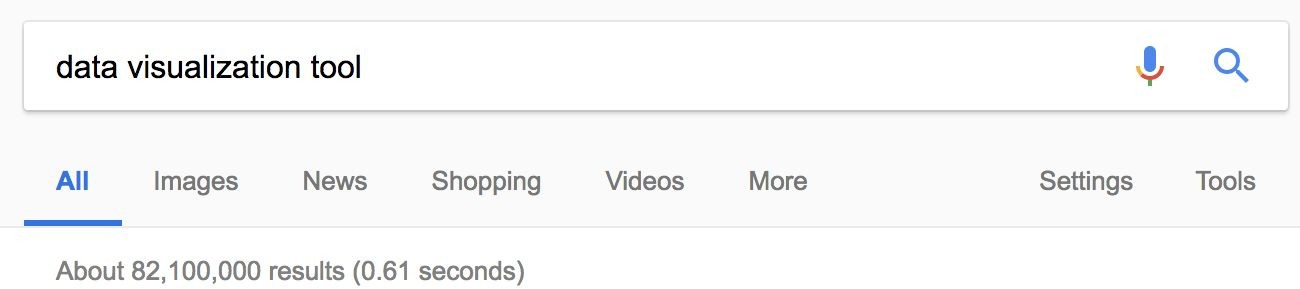 data visualization tool
All Images News Shopping Videos More Settings Tools
About 82,100,000 results (0.61 seconds)